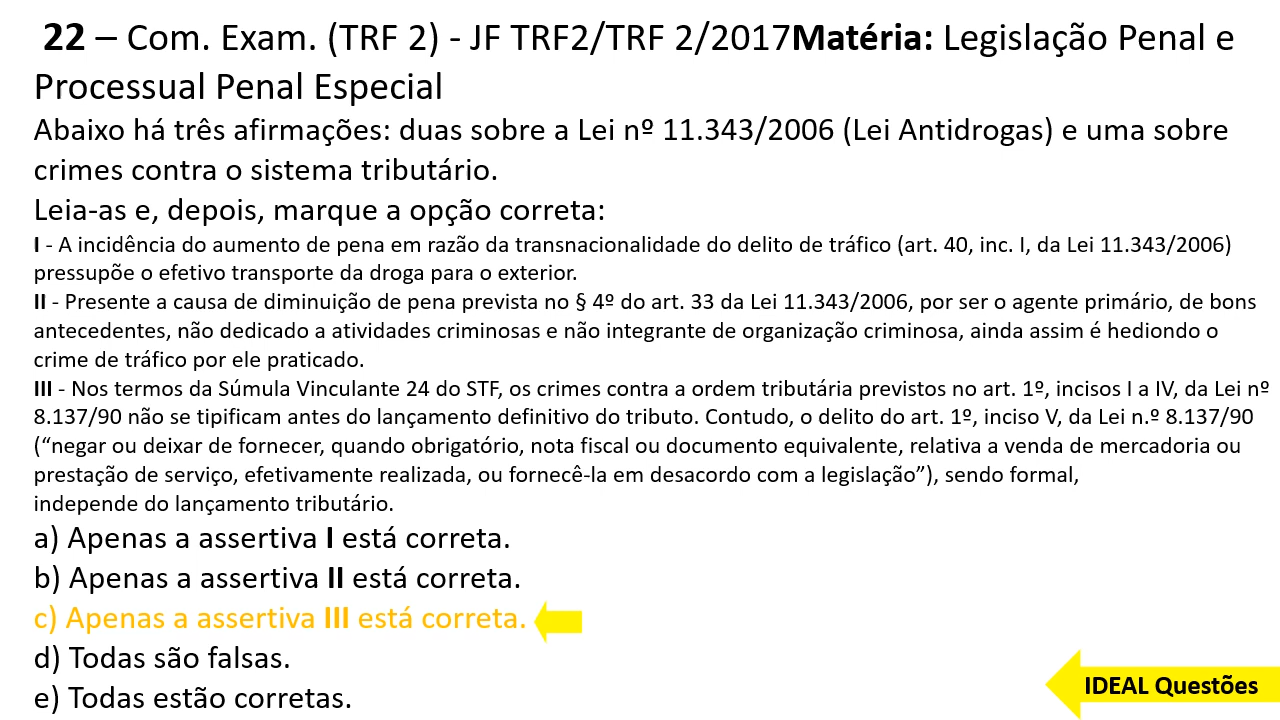 22 – Com. Exam. (TRF 2) - JF TRF2/TRF 2/2017Matéria: Legislação Penal e
Processual Penal Especial
Abaixo há três afirmações: duas sobre a Lei nº 11.343/2006 (Lei Antidrogas) e uma sobre
crimes contra o sistema tributário.
Leia-as e, depois, marque a opção correta:
I - A incidência do aumento de pena em razão da transnacionalidade do delito de tráfico (art. 40, inc. I, da Lei 11.343/2006)
pressupõe o efetivo transporte da droga para o exterior.
II - Presente a causa de diminuição de pena prevista no § 4º do art. 33 da Lei 11.343/2006, por ser o agente primário, de bons
antecedentes, não dedicado a atividades criminosas e não integrante de organização criminosa, ainda assim é hediondo o
crime de tráfico por ele praticado.
III - Nos termos da Súmula Vinculante 24 do STF, os crimes contra a ordem tributária previstos no art. 1º, incisos I a IV, da Lei nº
8.137/90 não se tipificam antes do lançamento definitivo do tributo. Contudo, o delito do art. 1º, inciso V, da Lei n.º 8.137/90
(“negar ou deixar de fornecer, quando obrigatório, nota fiscal ou documento equivalente, relativa a venda de mercadoria ou
prestação de serviço, efetivamente realizada, ou fornecê-la em desacordo com a legislação”), sendo formal,
independe do lançamento tributário.
a) Apenas a assertiva I está correta.
b) Apenas a assertiva II está correta.
c) Apenas a assertiva III está correta.
d) Todas são falsas.
e) Todas estão corretas.
IDEAL Questões